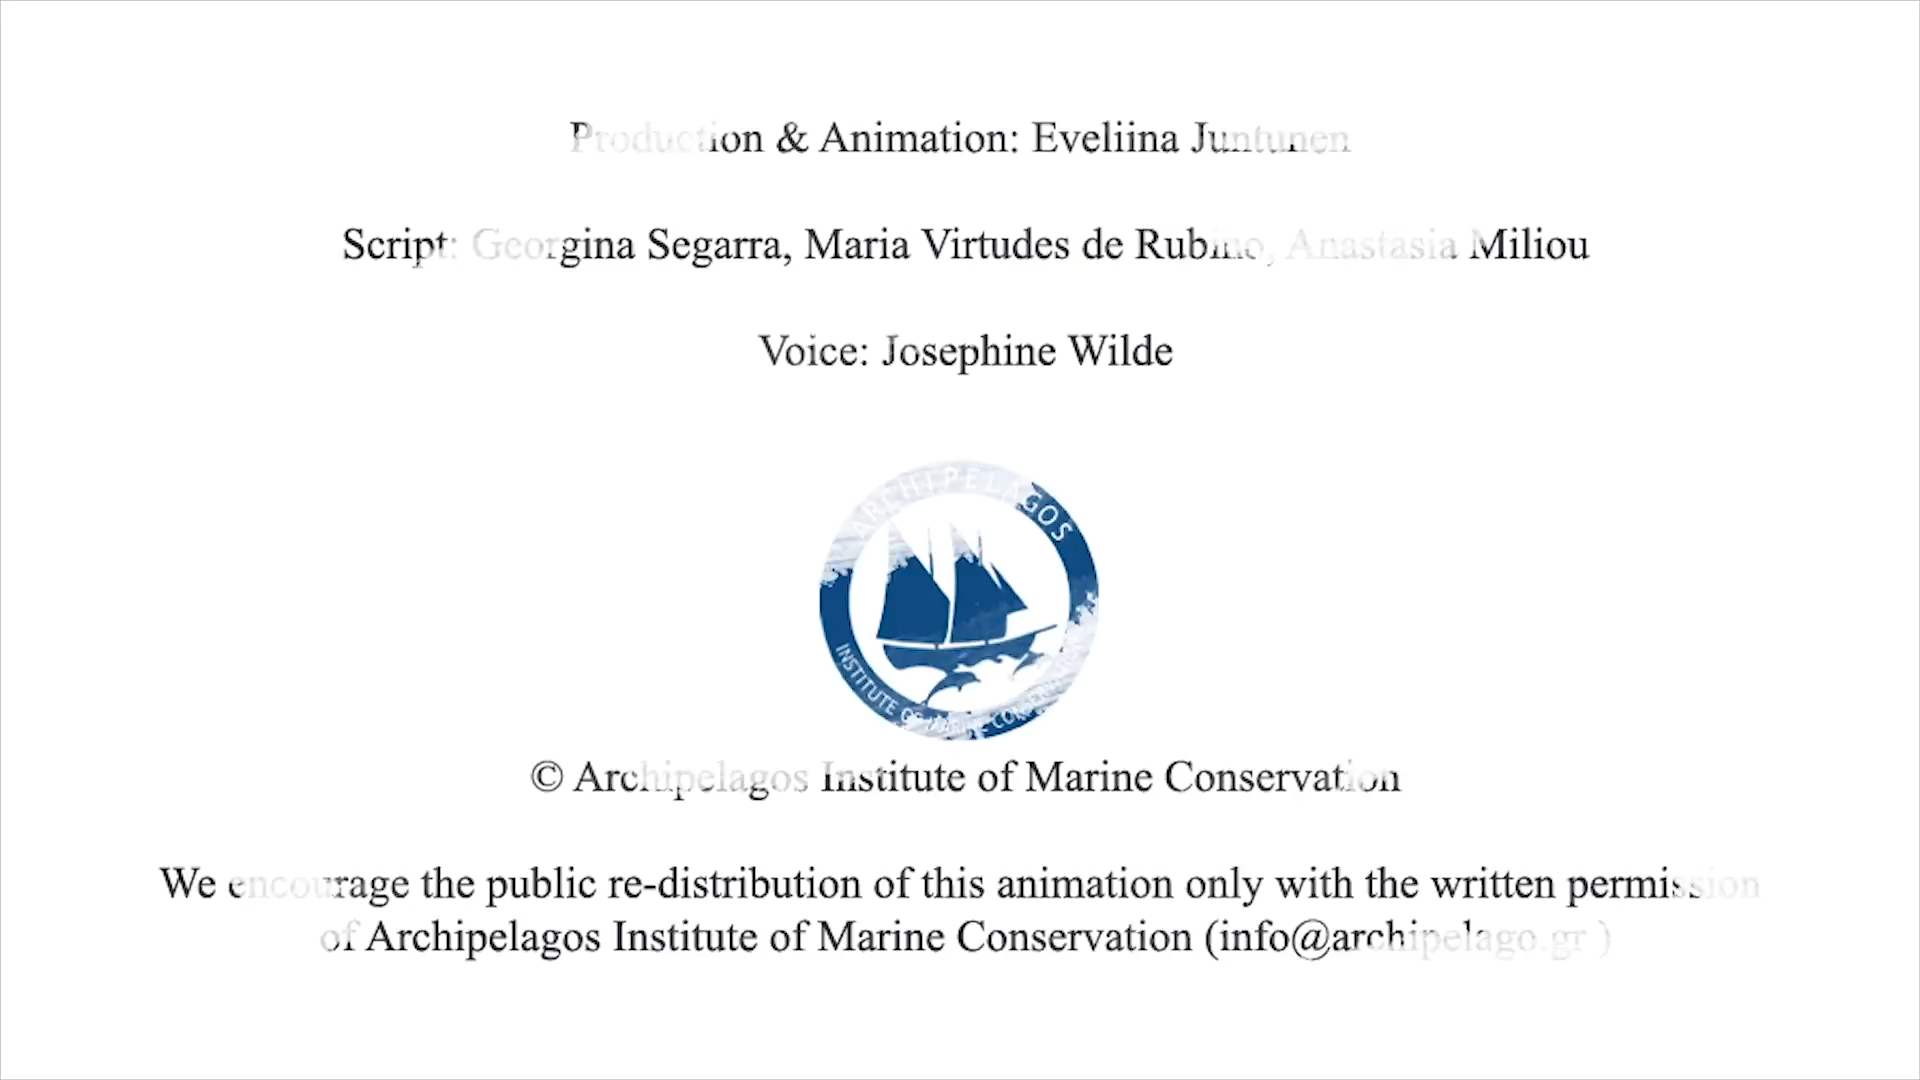 Production & Animation: Eveliina Juntunen
Script: Georgina Segarra, Maria Virtudes de Rubino, Anastasia Miliou
Voice: Josephine Wilde
ARCHIPELAGOS
INSTITUTE OF MARINE CONSERVATION
© Archipelagos Institute of Marine Conservation
We encourage the public re-distribution of this animation only with the written permission
of Archipelagos Institute of Marine Conservation (info@archipelago.gr )